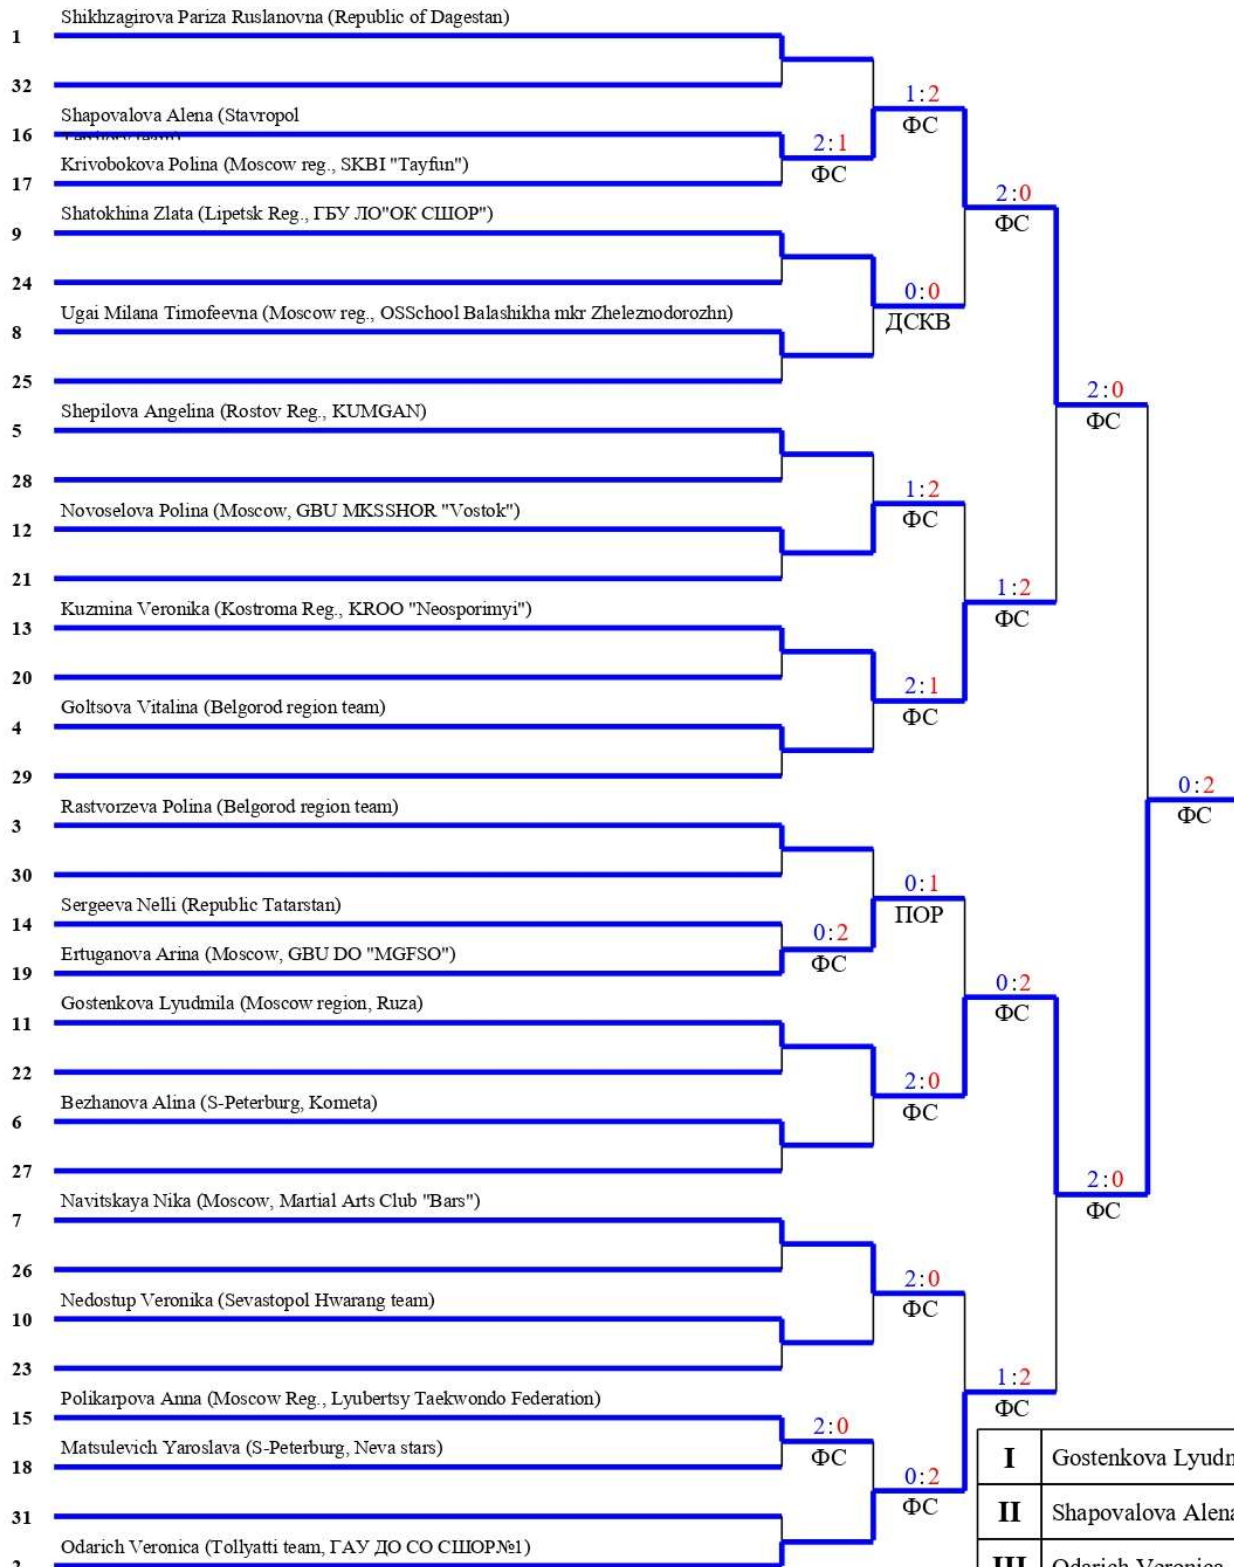 Shikhzagirova Pariza Ruslanovna (Republic of Dagestan)
1
32
1:2
ФС
Shapovalova Alena (Stavropol
16
2:1
ФС
Krivobokova Polina (Moscow reg., SKBI "Tayfun")
17
2:0
ФС
Shatokhina Zlata (Lipetsk Reg., ГБУ ЛО"ОК СШОР")
9
24
0:0
ДСКВ
Ugai Milana Timofeevna (Moscow reg., OSSchool Balashikha mkr Zheleznodorozhn)
8
25
2:0
ФС
Shepilova Angelina (Rostov Reg., KUMGAN)
5
28
1:2
ФС
Novoselova Polina (Moscow, GBU MKSSHOR "Vostok")
12
21
1:2
ФС
Kuzmina Veronika (Kostroma Reg., KROO "Neosporimyi")
13
20
2:1
ФС
Goltsova Vitalina (Belgorod region team)
4
29
0:2
ФС
Rastvorzeva Polina (Belgorod region team)
3
30
0:1
ПОР
Sergeeva Nelli (Republic Tatarstan)
14
0:2
ФС
Ertuganova Arina (Moscow, GBU DO "MGFSO")
19
0:2
ФС
Gostenkova Lyudmila (Moscow region, Ruza)
11
22
2:0
ФС
Bezhanova Alina (S-Peterburg, Kometa)
6
27
2:0
ФС
Navitskaya Nika (Moscow, Martial Arts Club "Bars")
7
26
2:0
ФС
Nedostup Veronika (Sevastopol Hwarang team)
10
23
1:2
ФС
Polikarpova Anna (Moscow Reg., Lyubertsy Taekwondo Federation)
15
2:0
ФС
Matsulevich Yaroslava (S-Peterburg, Neva stars)
18
0:2
ФС
31
Odarich Veronica (Tollyatti team, ГАУ ДО СО СШОР№1)
2
I Gostenkova Lyudm
II Shapovalova Alena
III Odarich Veronica